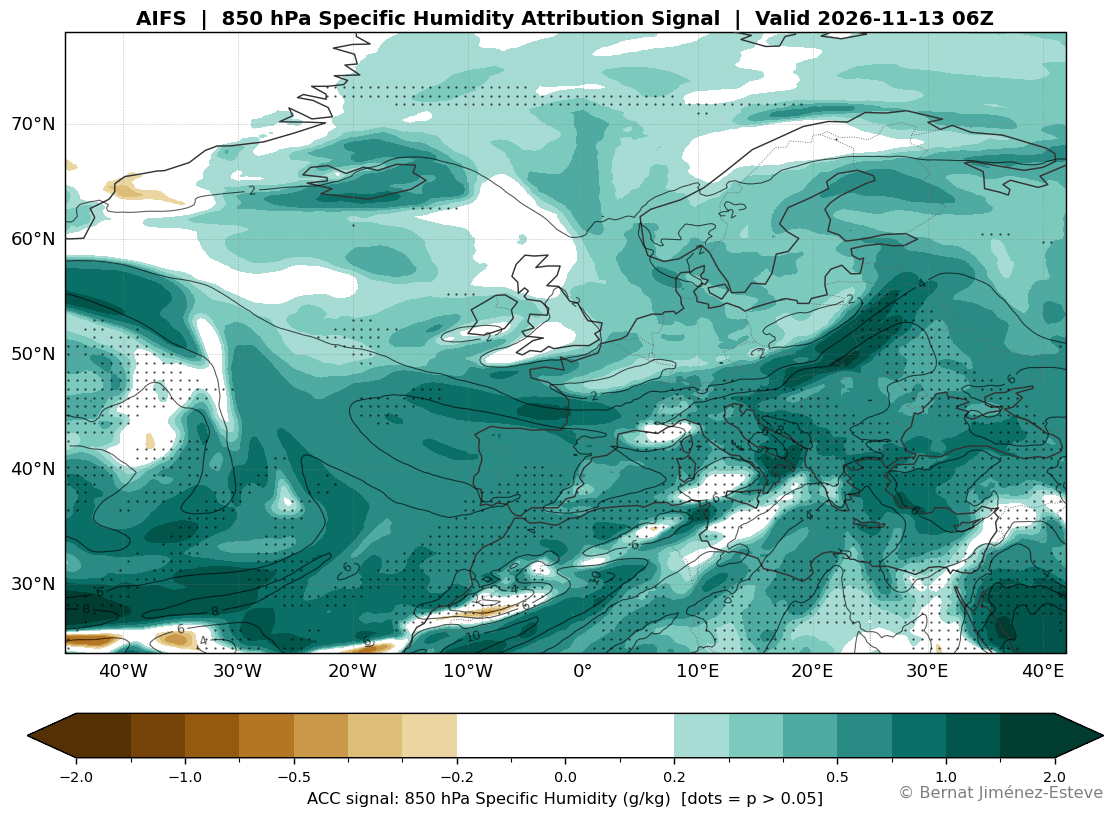 AIFS | 850 hPa Specific Humidity Attribution Signal | Valid 2026-11-13 06Z
70°N
60°N
50°N
40°N
30°N
40°W 30°W 20°W 10°W 0° 10°E 20°E 30°E 40°E
−2.0 −1.0 −0.5 −0.2 0.0 0.2 0.5 1.0 2.0
ACC signal: 850 hPa Specific Humidity (g/kg) [dots = p > 0.05]
© Bernat Jiménez-Esteve